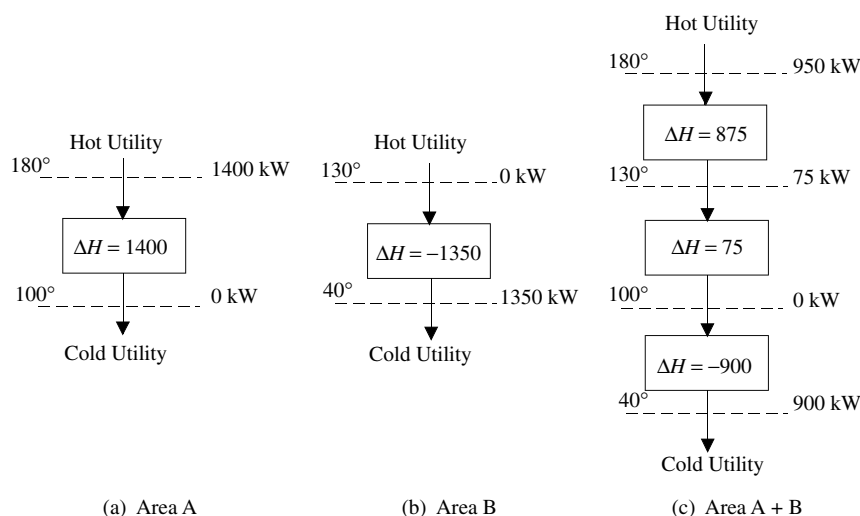 Hot Utility
180°
1400 kW
ΔH = 1400
100°
0 kW
Cold Utility
(a) Area A
Hot Utility
130°
0 kW
ΔH = −1350
40°
1350 kW
Cold Utility
(b) Area B
Hot Utility
180°
950 kW
ΔH = 875
130°
75 kW
ΔH = 75
100°
0 kW
ΔH = −900
40°
900 kW
Cold Utility
(c) Area A + B